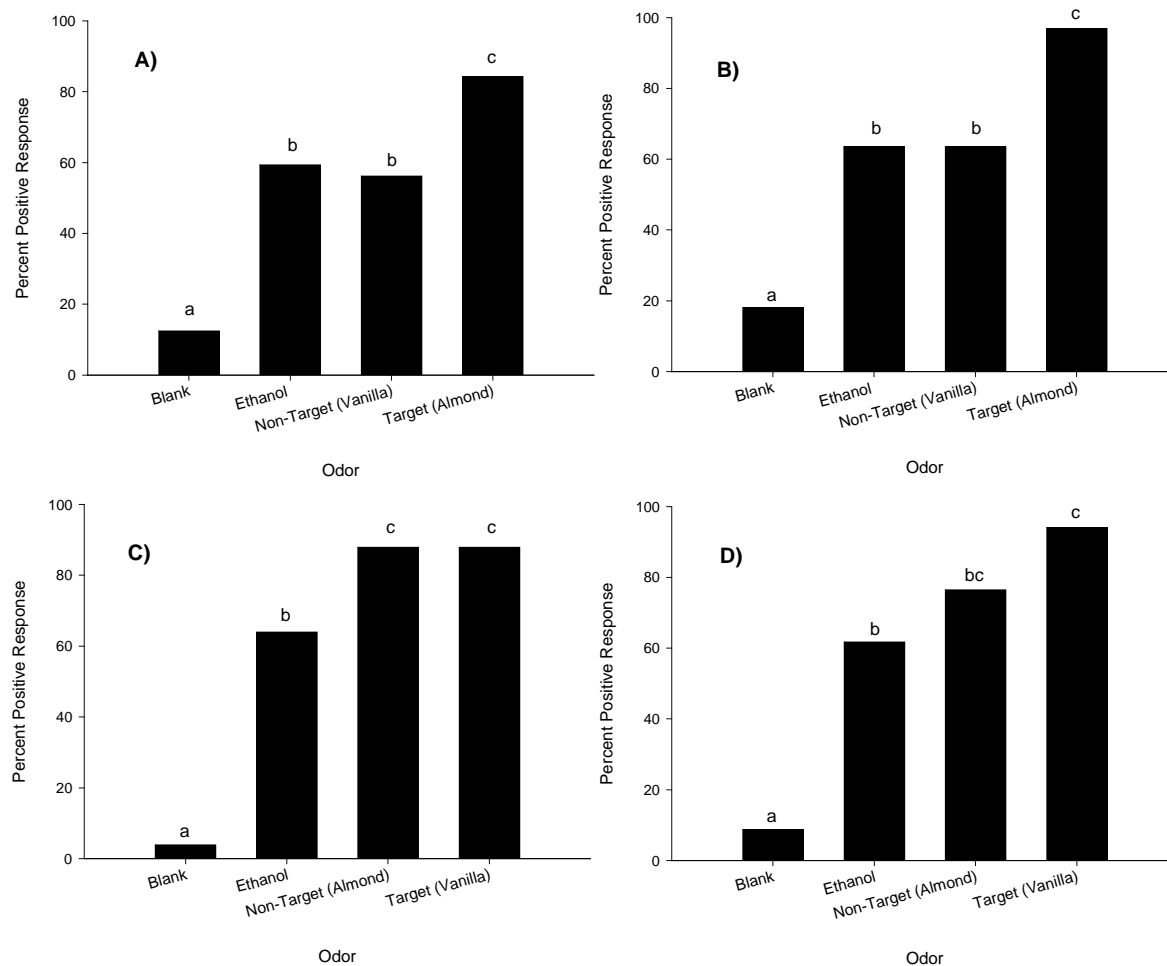 A)
Percent Positive Response
100
80
60
40
20
0
a
b
b
c
Blank
Ethanol
Non-Target (Vanilla)
Target (Almond)
Odor
B)
Percent Positive Response
100
80
60
40
20
0
a
b
b
c
Blank
Ethanol
Non-Target (Vanilla)
Target (Almond)
Odor
C)
Percent Positive Response
100
80
60
40
20
0
a
b
c
c
Blank
Ethanol
Non-Target (Almond)
Target (Vanilla)
Odor
D)
Percent Positive Response
100
80
60
40
20
0
a
b
bc
c
Blank
Ethanol
Non-Target (Almond)
Target (Vanilla)
Odor